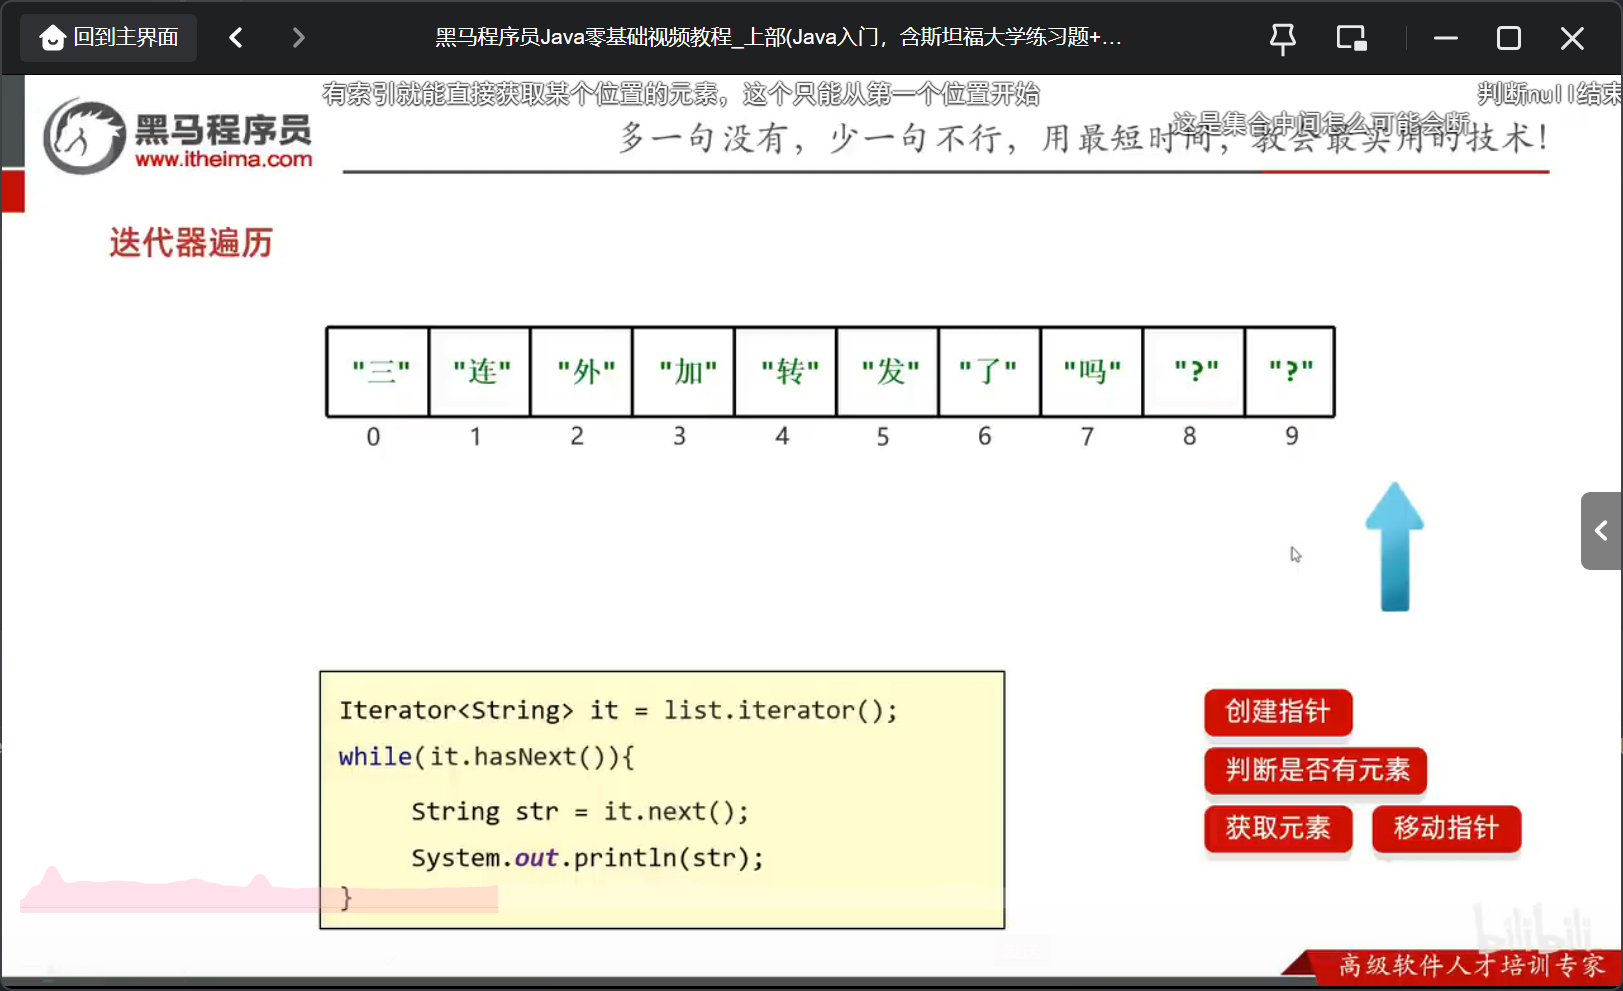 回到主界面
黑马程序员Java零基础视频教程_上部(Java入门，含斯坦福大学练习题+...
有索引就能直接获取某个位置的元素，这个只能从第一个位置开始
判断null结束
这是集合中间怎么可能会断
黑马程序员
www.itheima.com
多一句没有，少一句不行，用最短时间，教会最实用的技术！
迭代器遍历
"三" "连" "外" "加" "转" "发" "了" "吗" "?" "?"
0 1 2 3 4 5 6 7 8 9
Iterator<String> it = list.iterator();
while(it.hasNext()){
String str = it.next();
System.out.println(str);
}
创建指针
判断是否有元素
获取元素 移动指针
bilibili
高级软件人才培训专家